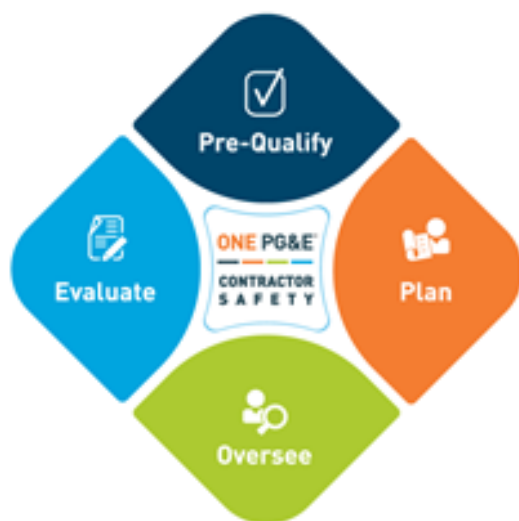 Pre-Qualify
Evaluate
ONE PG&E®
CONTRACTOR
SAFETY
Plan
Oversee